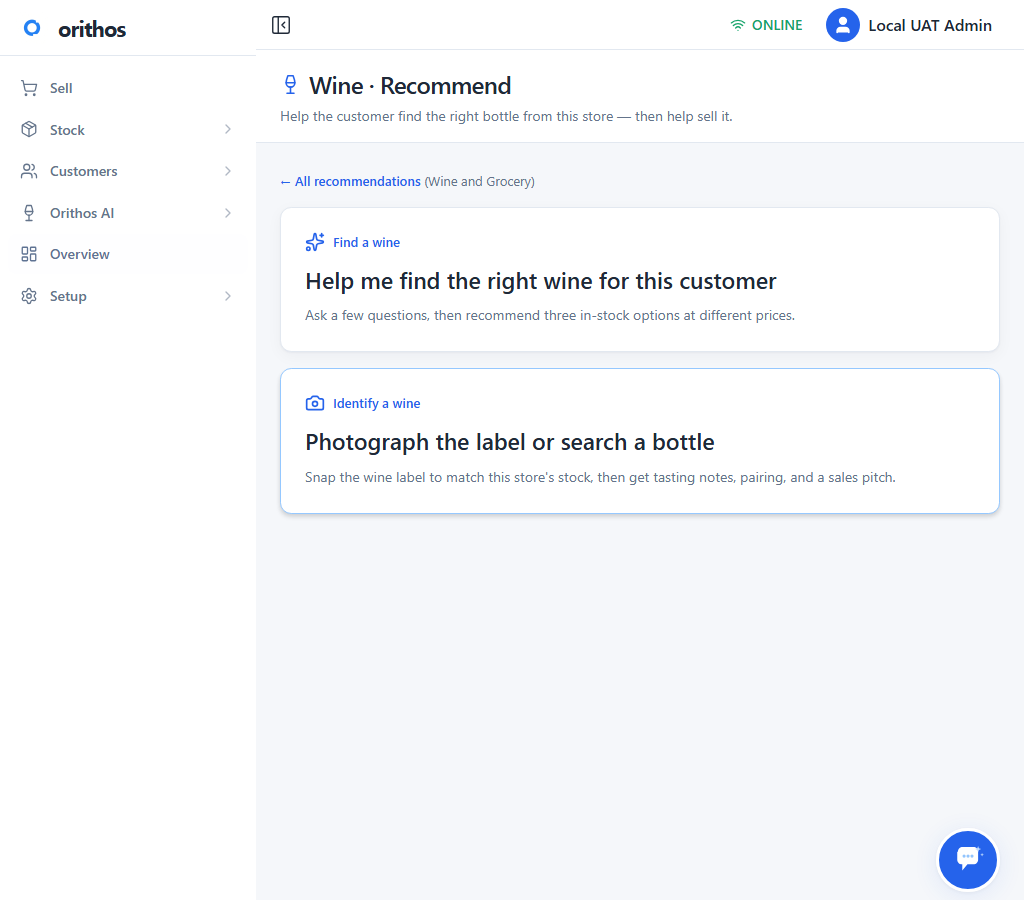 orithos
ONLINE
Local UAT Admin
Sell
Stock
Customers
Orithos AI
Overview
Setup
Wine · Recommend
Help the customer find the right bottle from this store — then help sell it.
← All recommendations (Wine and Grocery)
Find a wine
Help me find the right wine for this customer
Ask a few questions, then recommend three in-stock options at different prices.
Identify a wine
Photograph the label or search a bottle
Snap the wine label to match this store's stock, then get tasting notes, pairing, and a sales pitch.